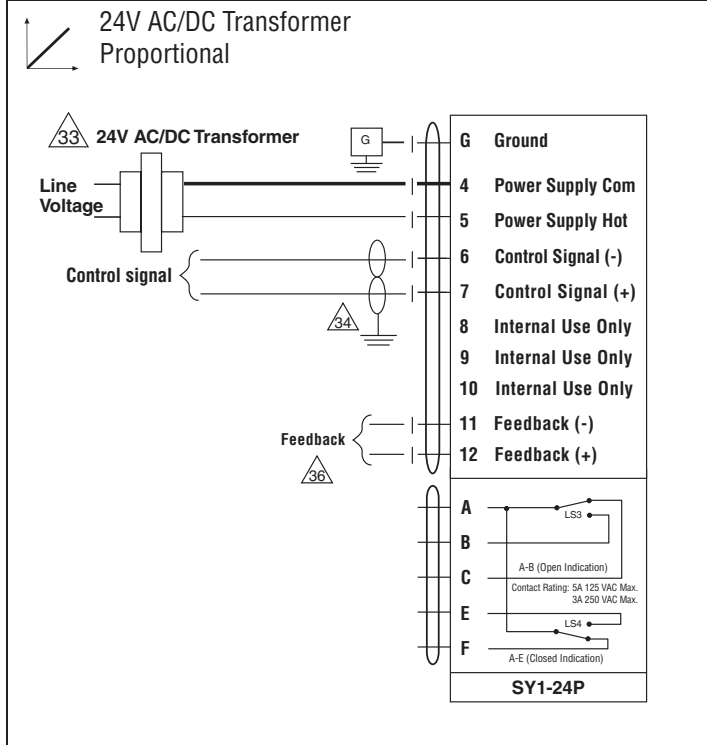 24V AC/DC Transformer
Proportional
33
24V AC/DC Transformer
Line
Voltage
Control signal
34
Feedback
36
G
G Ground
4 Power Supply Com
5 Power Supply Hot
6 Control Signal (-)
7 Control Signal (+)
8 Internal Use Only
9 Internal Use Only
10 Internal Use Only
11 Feedback (-)
12 Feedback (+)
A
LS3
B
A-B (Open Indication)
C
Contact Rating: 5A 125 VAC Max.
3A 250 VAC Max.
E
LS4
F
A-E (Closed Indication)
SY1-24P